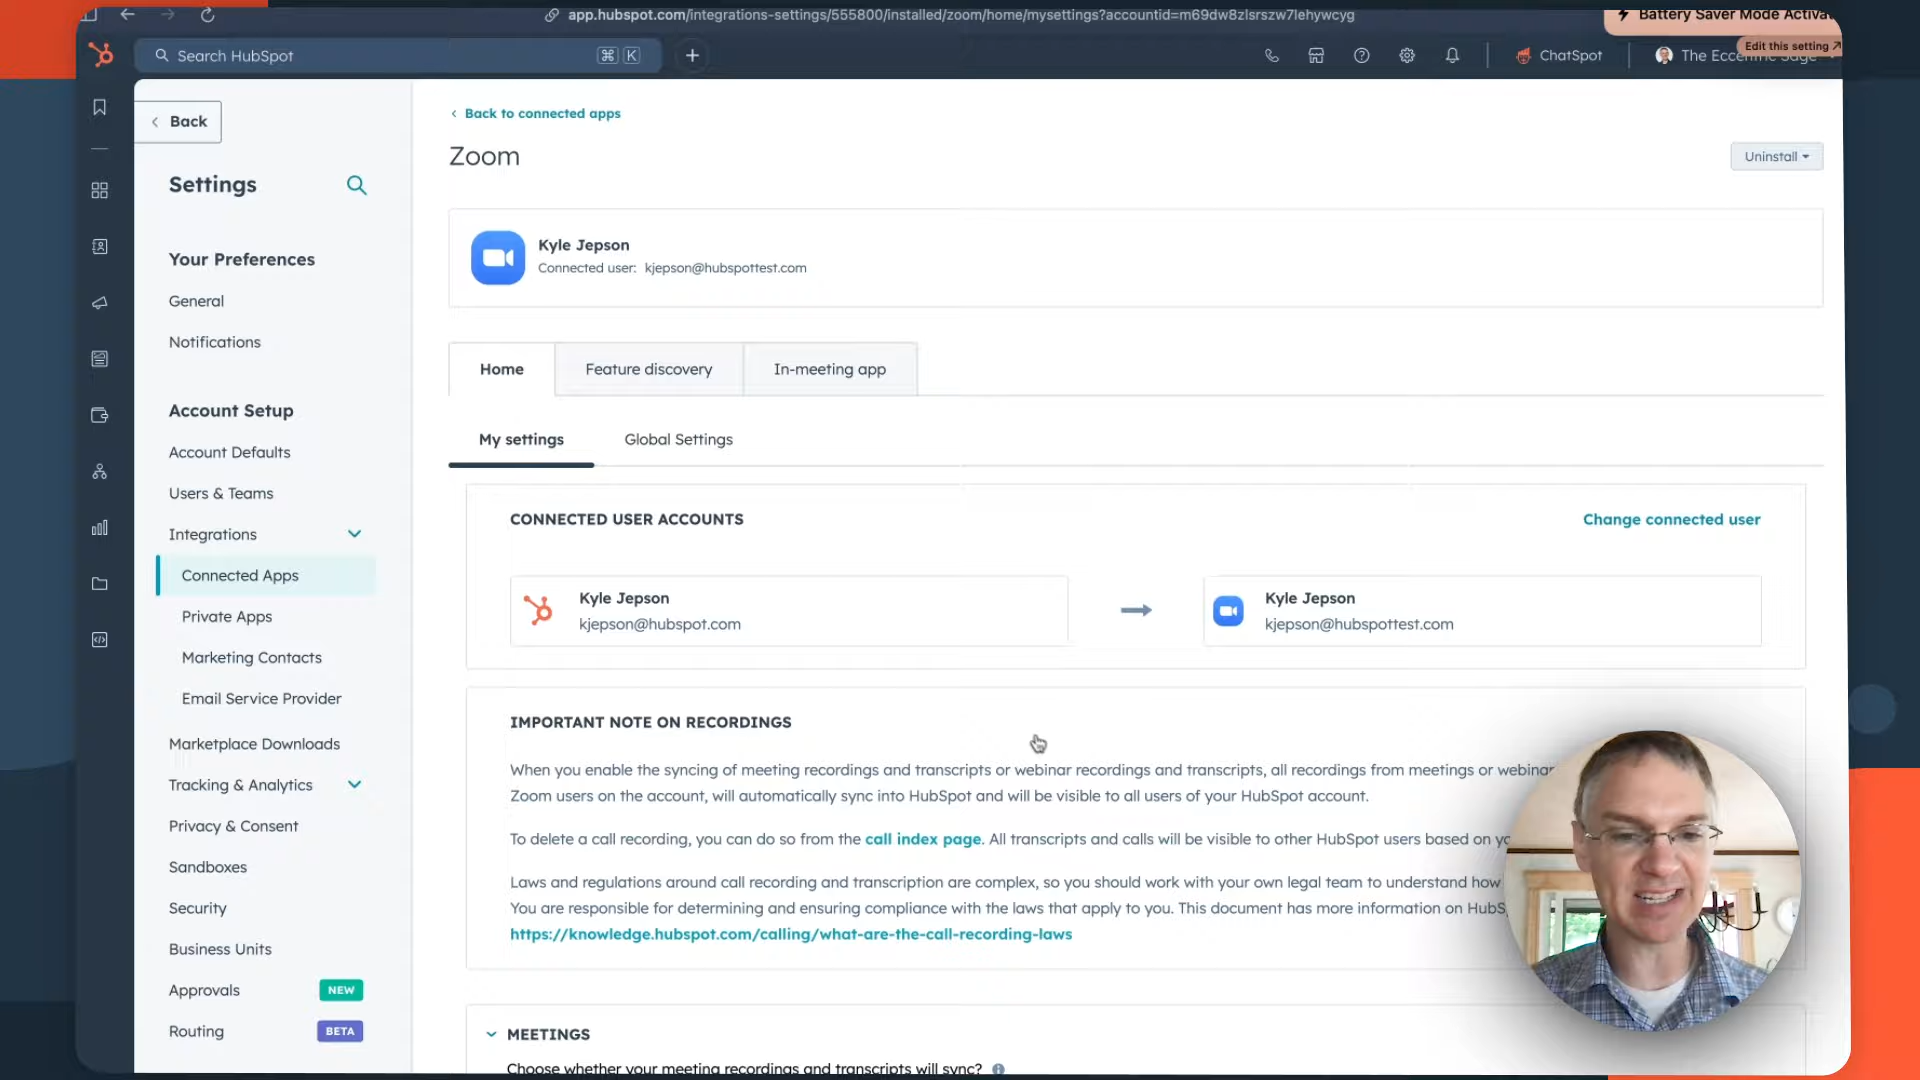 app.hubspot.com/integrations-settings/555800/installed/zoom/home/mysettings?accountid=m69dw8zlsrszw7lehywcyg
Battery Saver Mode Activa
Edit this setting ↗
Search HubSpot
⌘ K
ChatSpot
The Eccentric Sage
Back
Settings
Your Preferences
General
Notifications
Account Setup
Account Defaults
Users & Teams
Integrations
Connected Apps
Private Apps
Marketing Contacts
Email Service Provider
Marketplace Downloads
Tracking & Analytics
Privacy & Consent
Sandboxes
Security
Business Units
Approvals NEW
Routing BETA
Back to connected apps
Zoom
Uninstall
Kyle Jepson
Connected user: kjepson@hubspottest.com
Home
Feature discovery
In-meeting app
My settings
Global Settings
CONNECTED USER ACCOUNTS
Change connected user
Kyle Jepson
kjepson@hubspot.com
Kyle Jepson
kjepson@hubspottest.com
IMPORTANT NOTE ON RECORDINGS
When you enable the syncing of meeting recordings and transcripts or webinar recordings and transcripts, all recordings from meetings or webinar
Zoom users on the account, will automatically sync into HubSpot and will be visible to all users of your HubSpot account.
To delete a call recording, you can do so from the call index page. All transcripts and calls will be visible to other HubSpot users based on yo
Laws and regulations around call recording and transcription are complex, so you should work with your own legal team to understand how
You are responsible for determining and ensuring compliance with the laws that apply to you. This document has more information on HubS
https://knowledge.hubspot.com/calling/what-are-the-call-recording-laws
MEETINGS
Choose whether your meeting recordings and transcripts will sync?